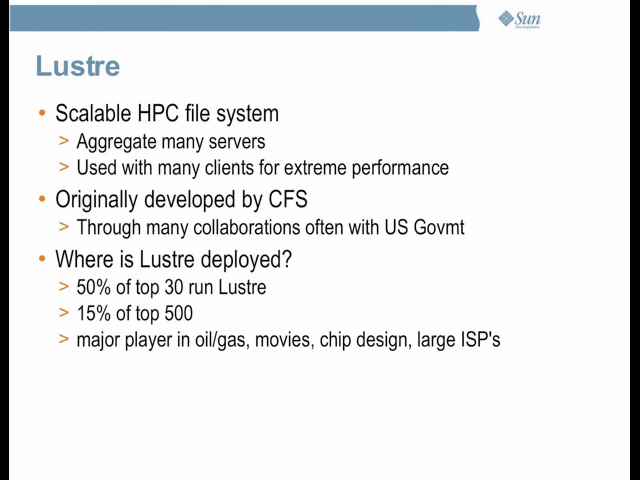 Sun
microsystems
Lustre
• Scalable HPC file system
> Aggregate many servers
> Used with many clients for extreme performance
• Originally developed by CFS
> Through many collaborations often with US Govmt
• Where is Lustre deployed?
> 50% of top 30 run Lustre
> 15% of top 500
> major player in oil/gas, movies, chip design, large ISP's